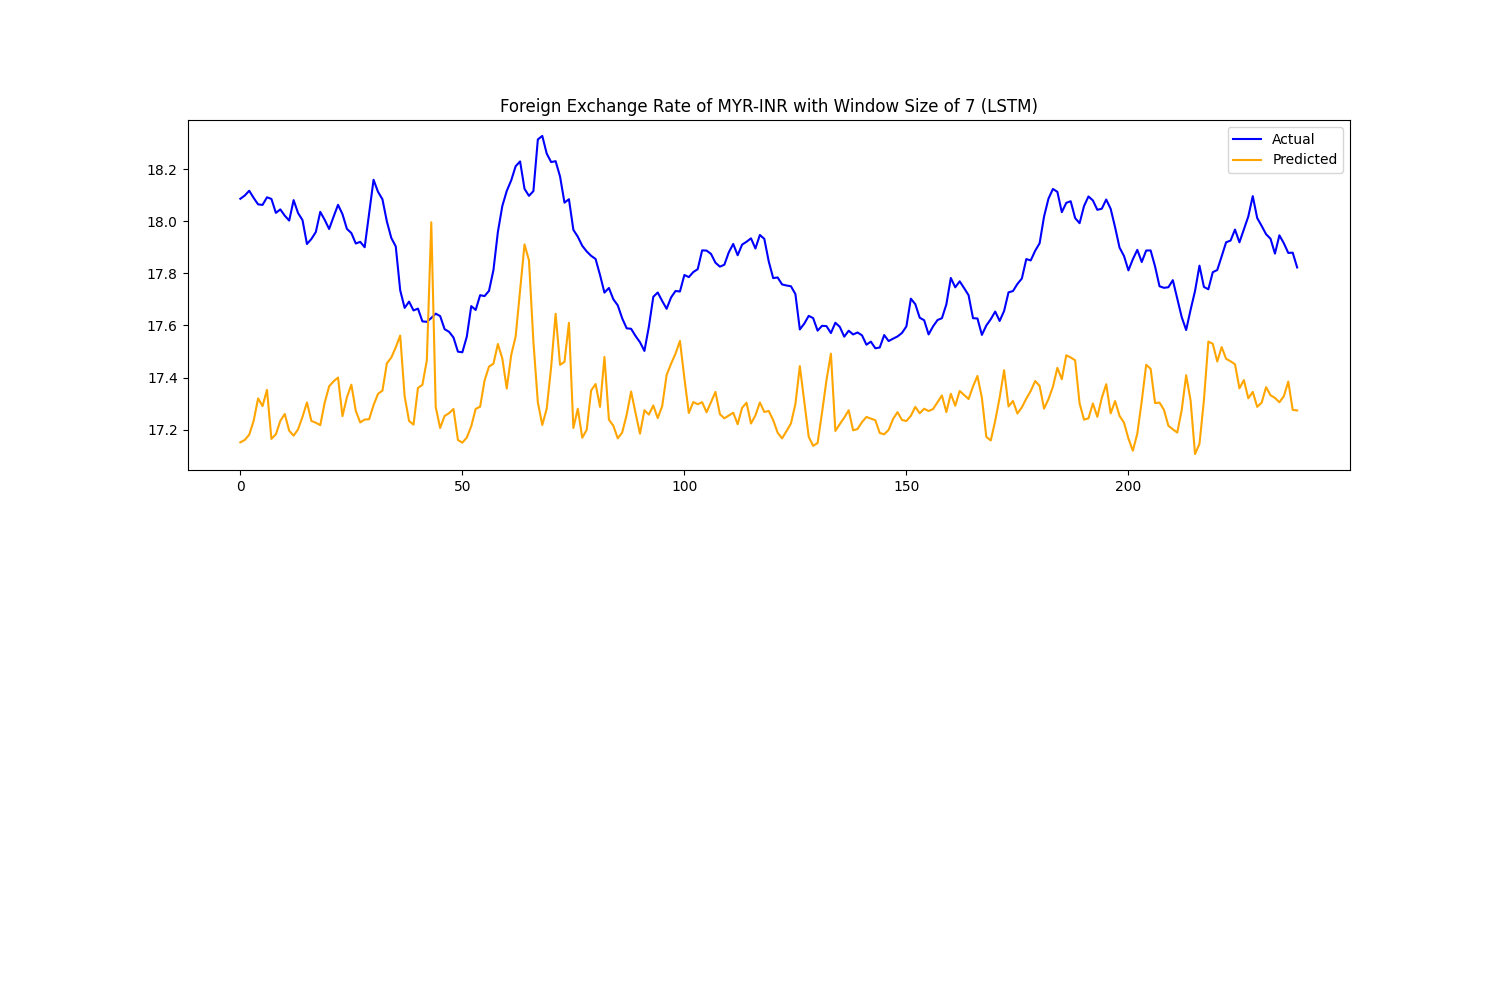 Foreign Exchange Rate of MYR-INR with Window Size of 7 (LSTM)
Actual
Predicted
18.2
18.0
17.8
17.6
17.4
17.2
0 50 100 150 200